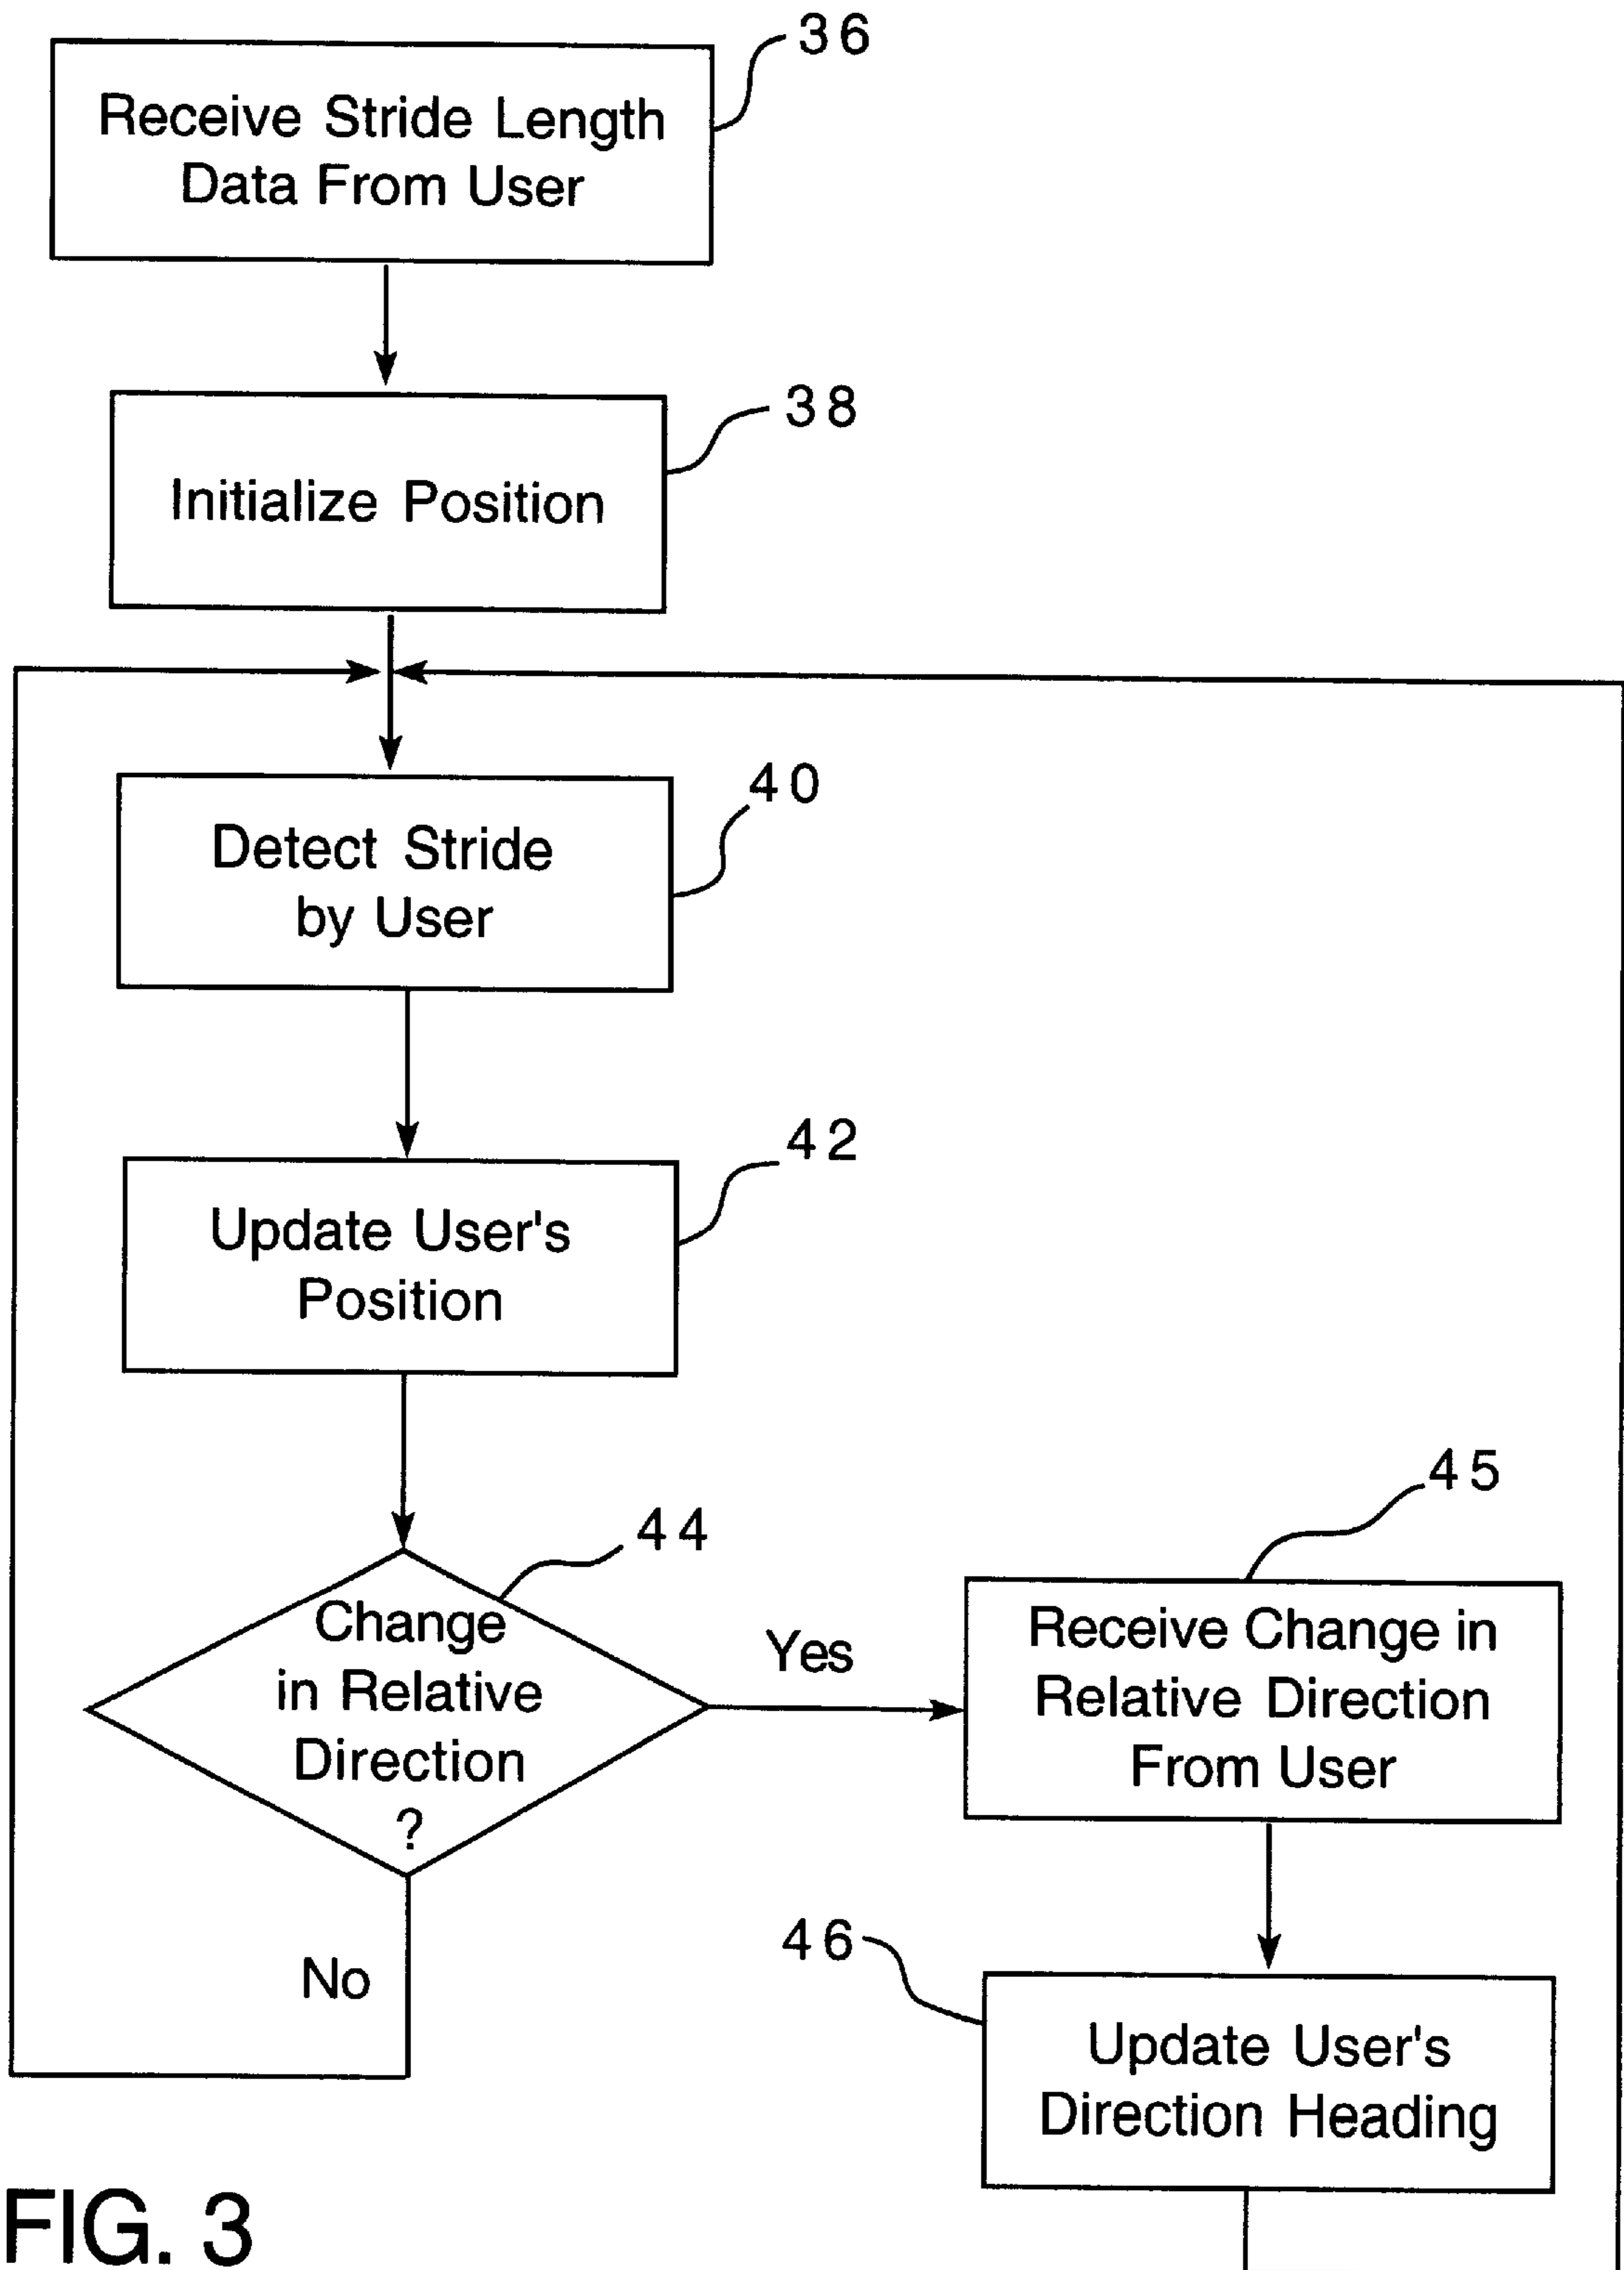 36
Receive Stride Length
Data From User
38
Initialize Position
40
Detect Stride
by User
42
Update User's
Position
44
Change
in Relative
Direction
?
Yes
No
45
Receive Change in
Relative Direction
From User
46
Update User's
Direction Heading
FIG. 3